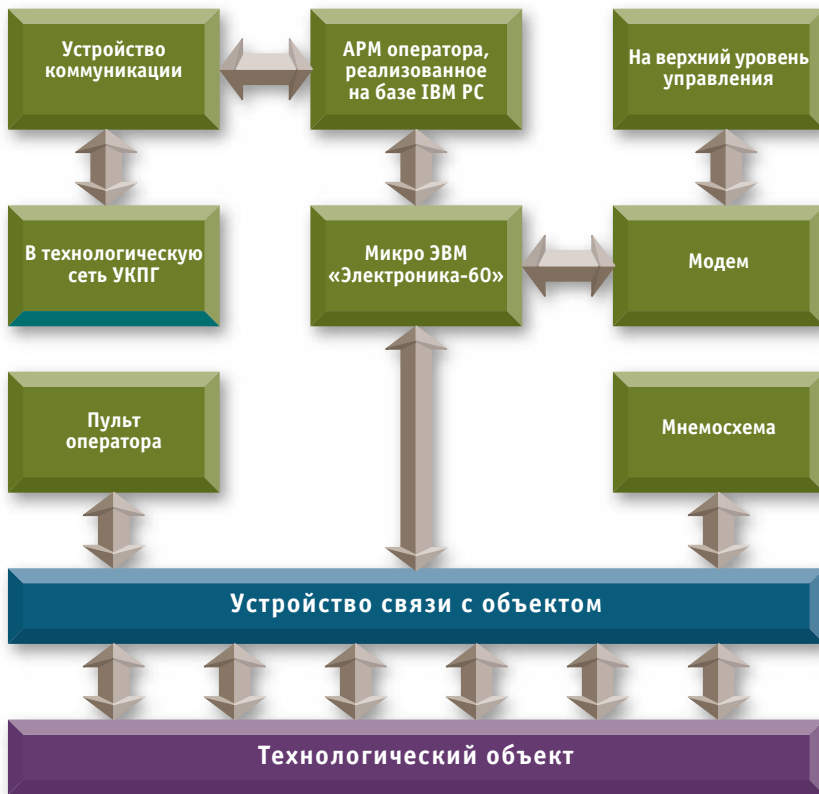 Устройство
коммуникации
АРМ оператора,
реализованное
на базе IBM PC
На верхний уровень
управления
В технологическую
сеть УКПГ
Микро ЭВМ
«Электроника-60»
Модем
Пульт
оператора
Мнемосхема
Устройство связи с объектом
Технологический объект